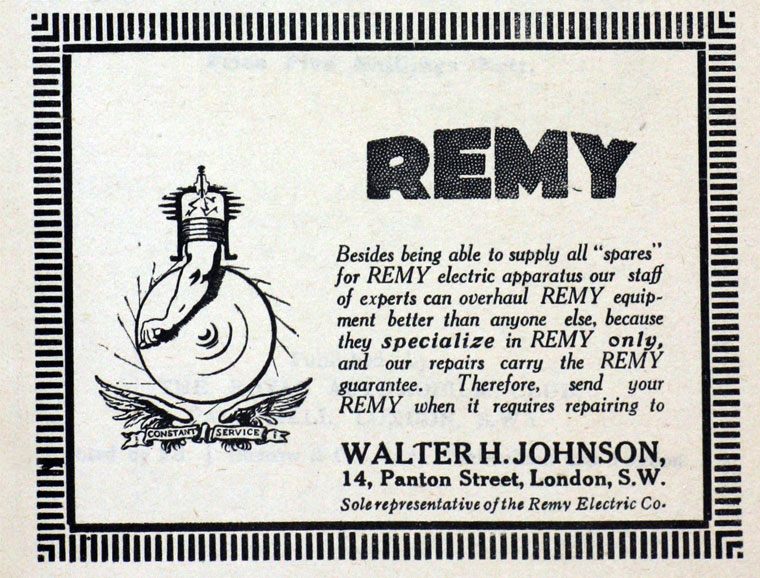 REMY
Besides being able to supply all "spares"
for REMY electric apparatus our staff
of experts can overhaul REMY equip-
ment better than anyone else, because
they specialize in REMY only,
and our repairs carry the REMY
guarantee. Therefore, send your
REMY when it requires repairing to
CONSTANT SERVICE
WALTER H. JOHNSON,
14, Panton Street, London, S.W.
Sole representative of the Remy Electric Co.